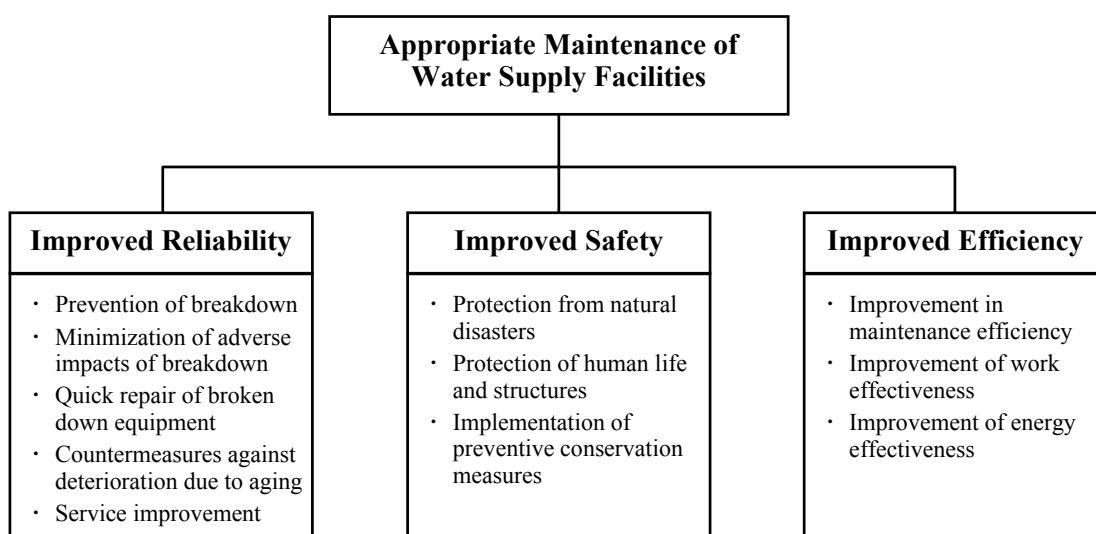 Appropriate Maintenance of
Water Supply Facilities
Improved Reliability
・ Prevention of breakdown
・ Minimization of adverse
impacts of breakdown
・ Quick repair of broken
down equipment
・ Countermeasures against
deterioration due to aging
・ Service improvement
Improved Safety
・ Protection from natural
disasters
・ Protection of human life
and structures
・ Implementation of
preventive conservation
measures
Improved Efficiency
・ Improvement in
maintenance efficiency
・ Improvement of work
effectiveness
・ Improvement of energy
effectiveness